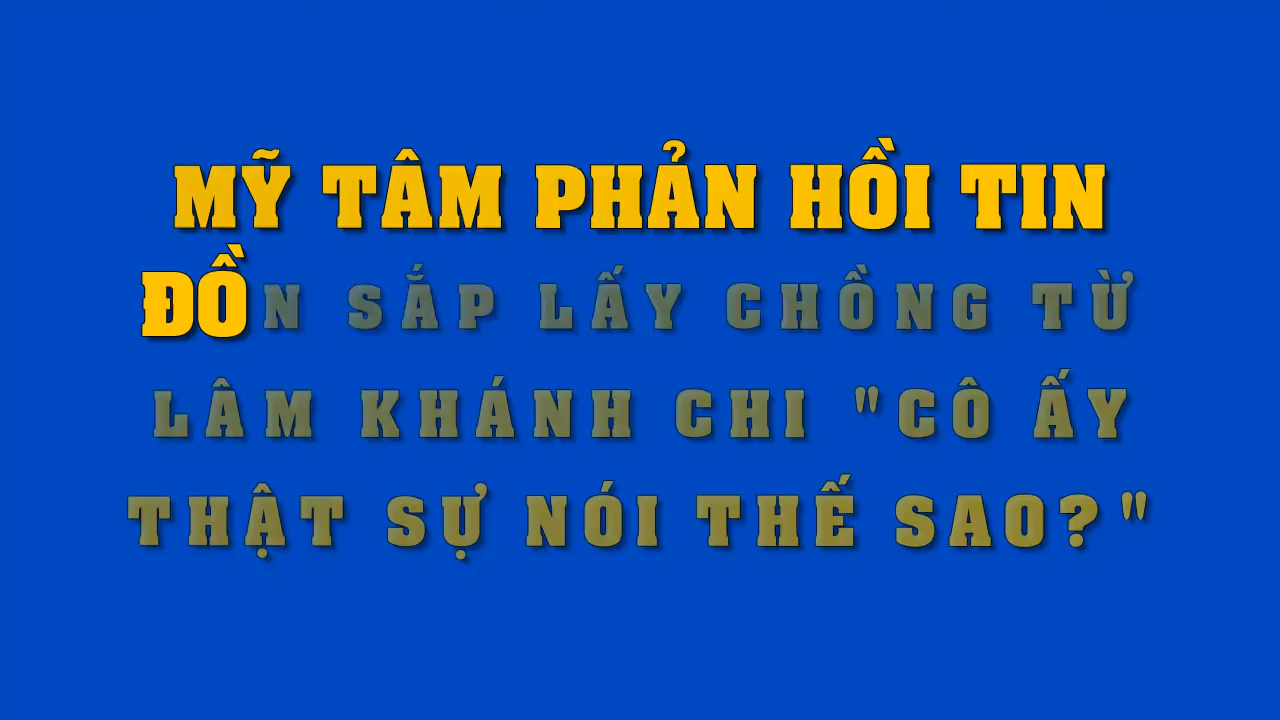 MỸ TÂM PHẢN HỒI TIN
ĐỒN SẮP LẤY CHỒNG TỪ
LÂM KHÁNH CHI "CÔ ẤY
THẬT SỰ NÓI THẾ SAO?"